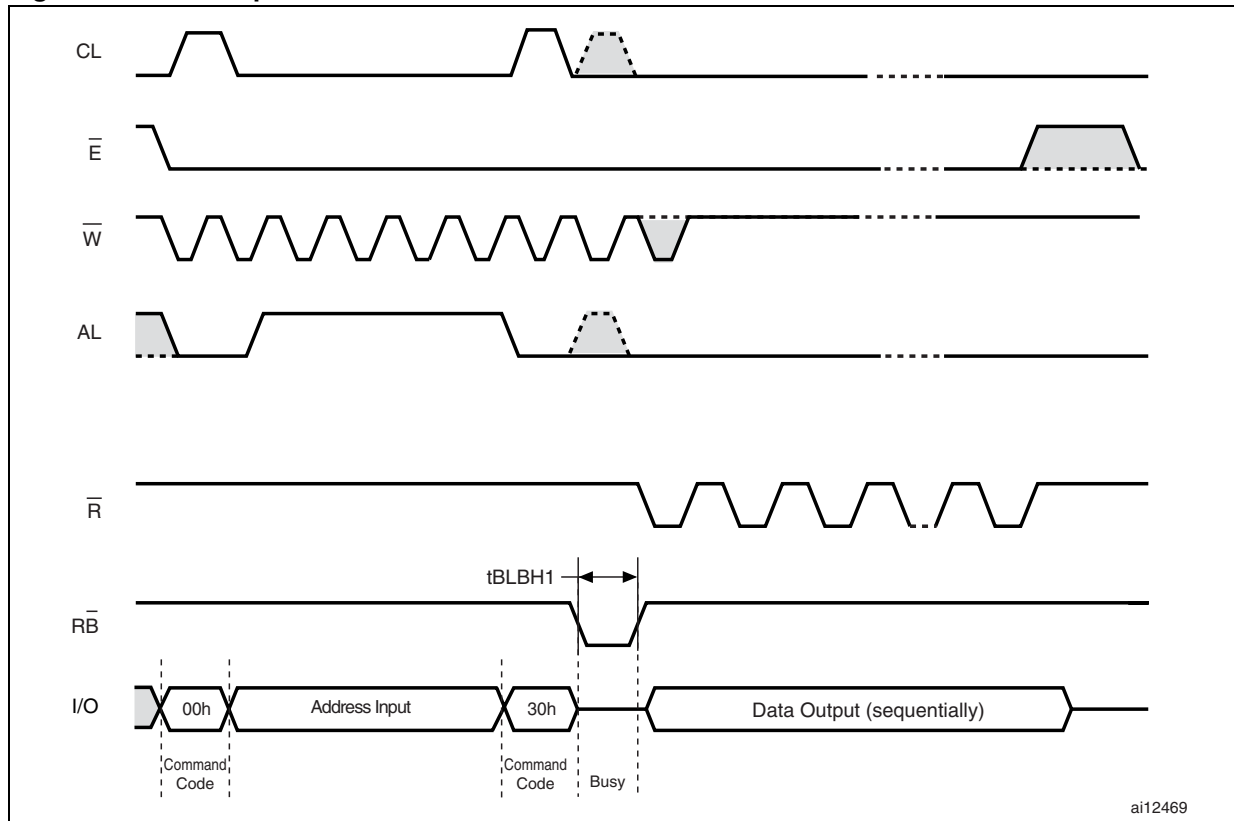 CL
E̅
W̅
AL
R̅
tBLBH1
RB̅
I/O
00h
Address Input
30h
Data Output (sequentially)
Command
Code
Command
Code
Busy
ai12469